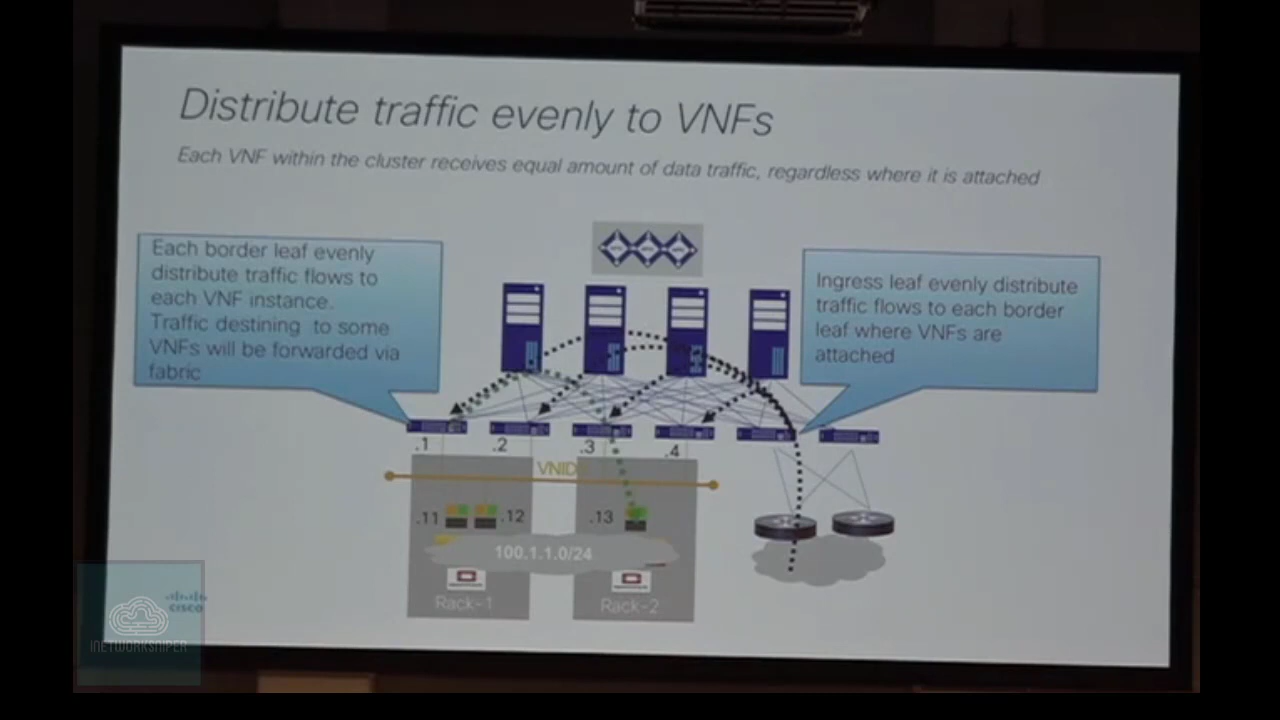 Distribute traffic evenly to VNFs
Each VNF within the cluster receives equal amount of data traffic, regardless where it is attached
Each border leaf evenly
distribute traffic flows to
each VNF instance.
Traffic destining to some
VNFs will be forwarded via
fabric
Ingress leaf evenly distribute
traffic flows to each border
leaf where VNFs are
attached
.1
.2
.3
.4
VNID
.11
.12
.13
100.1.1.0/24
Rack-1
Rack-2
CISCO
INETWORKSNIPER